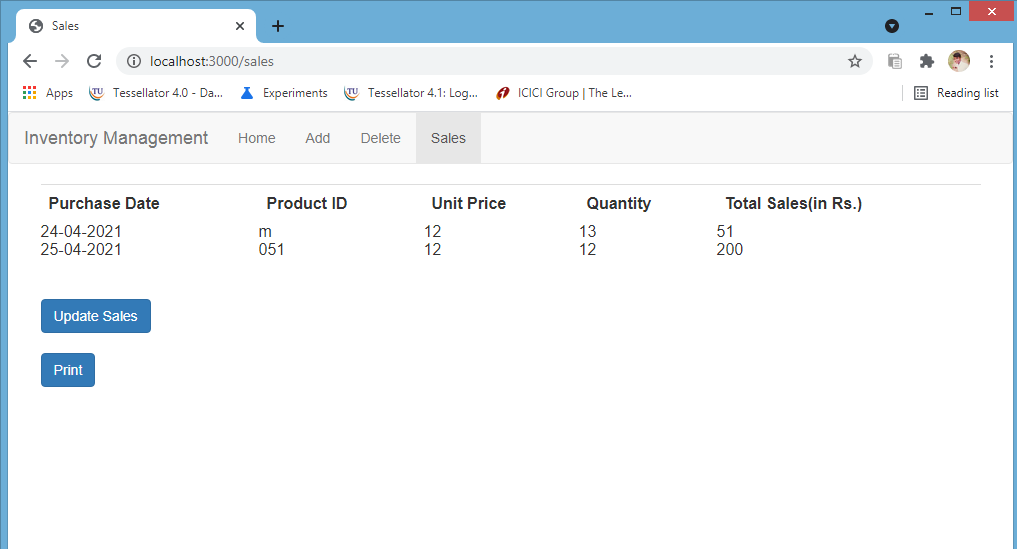 Sales
localhost:3000/sales
Apps TU Tessellator 4.0 - Da... Experiments TU Tessellator 4.1: Log... ICICI Group | The Le... Reading list
Inventory Management Home Add Delete Sales
Purchase Date Product ID Unit Price Quantity Total Sales(in Rs.)
24-04-2021 m 12 13 51
25-04-2021 051 12 12 200
Update Sales
Print